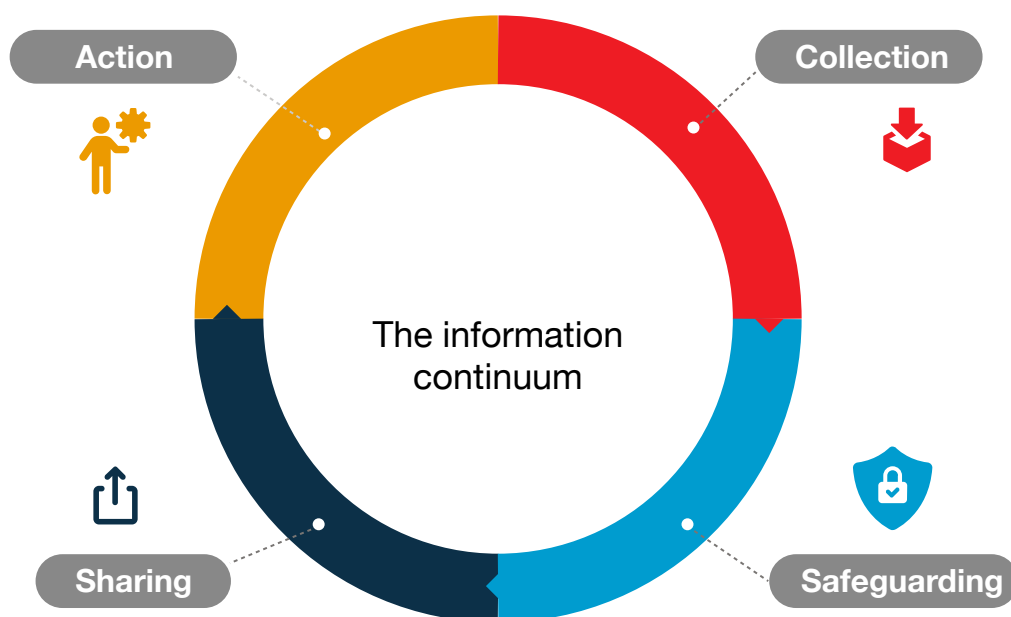 Action
Collection
The information
continuum
Sharing
Safeguarding